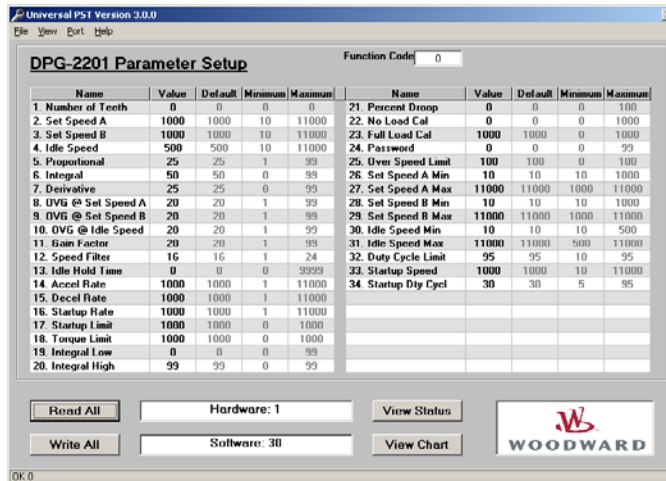 Universal PST Version 3.0.0
File View Port Help
DPG-2201 Parameter Setup
Function Code 0
Name Value Default Minimum Maximum
1. Number of Teeth 0 0 0 0
2. Set Speed A 1000 1000 10 11000
3. Set Speed B 1000 1000 10 11000
4. Idle Speed 500 500 10 11000
5. Proportional 25 25 1 99
6. Integral 50 50 0 99
7. Derivative 25 25 0 99
8. OVG @ Set Speed A 20 20 1 99
9. OVG @ Set Speed B 20 20 1 99
10. OVG @ Idle Speed 20 20 1 99
11. Gain Factor 20 20 1 99
12. Speed Filter 16 16 1 24
13. Idle Hold Time 0 0 0 9999
14. Accel Rate 1000 1000 1 11000
15. Decel Rate 1000 1000 1 11000
16. Startup Rate 1000 1000 1 11000
17. Startup Limit 1000 1000 0 1000
18. Torque Limit 1000 1000 0 1000
19. Integral Low 0 0 0 99
20. Integral High 99 99 0 99
Name Value Default Minimum Maximum
21. Percent Droop 0 0 0 100
22. No Load Cal 0 0 0 1000
23. Full Load Cal 1000 1000 0 1000
24. Password 0 0 0 99
25. Over Speed Limit 100 100 0 100
26. Set Speed A Min 10 10 10 1000
27. Set Speed A Max 11000 11000 1000 11000
28. Set Speed B Min 10 10 10 1000
29. Set Speed B Max 11000 11000 1000 11000
30. Idle Speed Min 10 10 10 500
31. Idle Speed Max 11000 11000 500 11000
32. Duty Cycle Limit 95 95 10 95
33. Startup Speed 1000 1000 10 11000
34. Startup Dty Cycl 30 30 5 95
Read All
Hardware: 1
View Status
Write All
Software: 30
View Chart
WOODWARD
OK 0